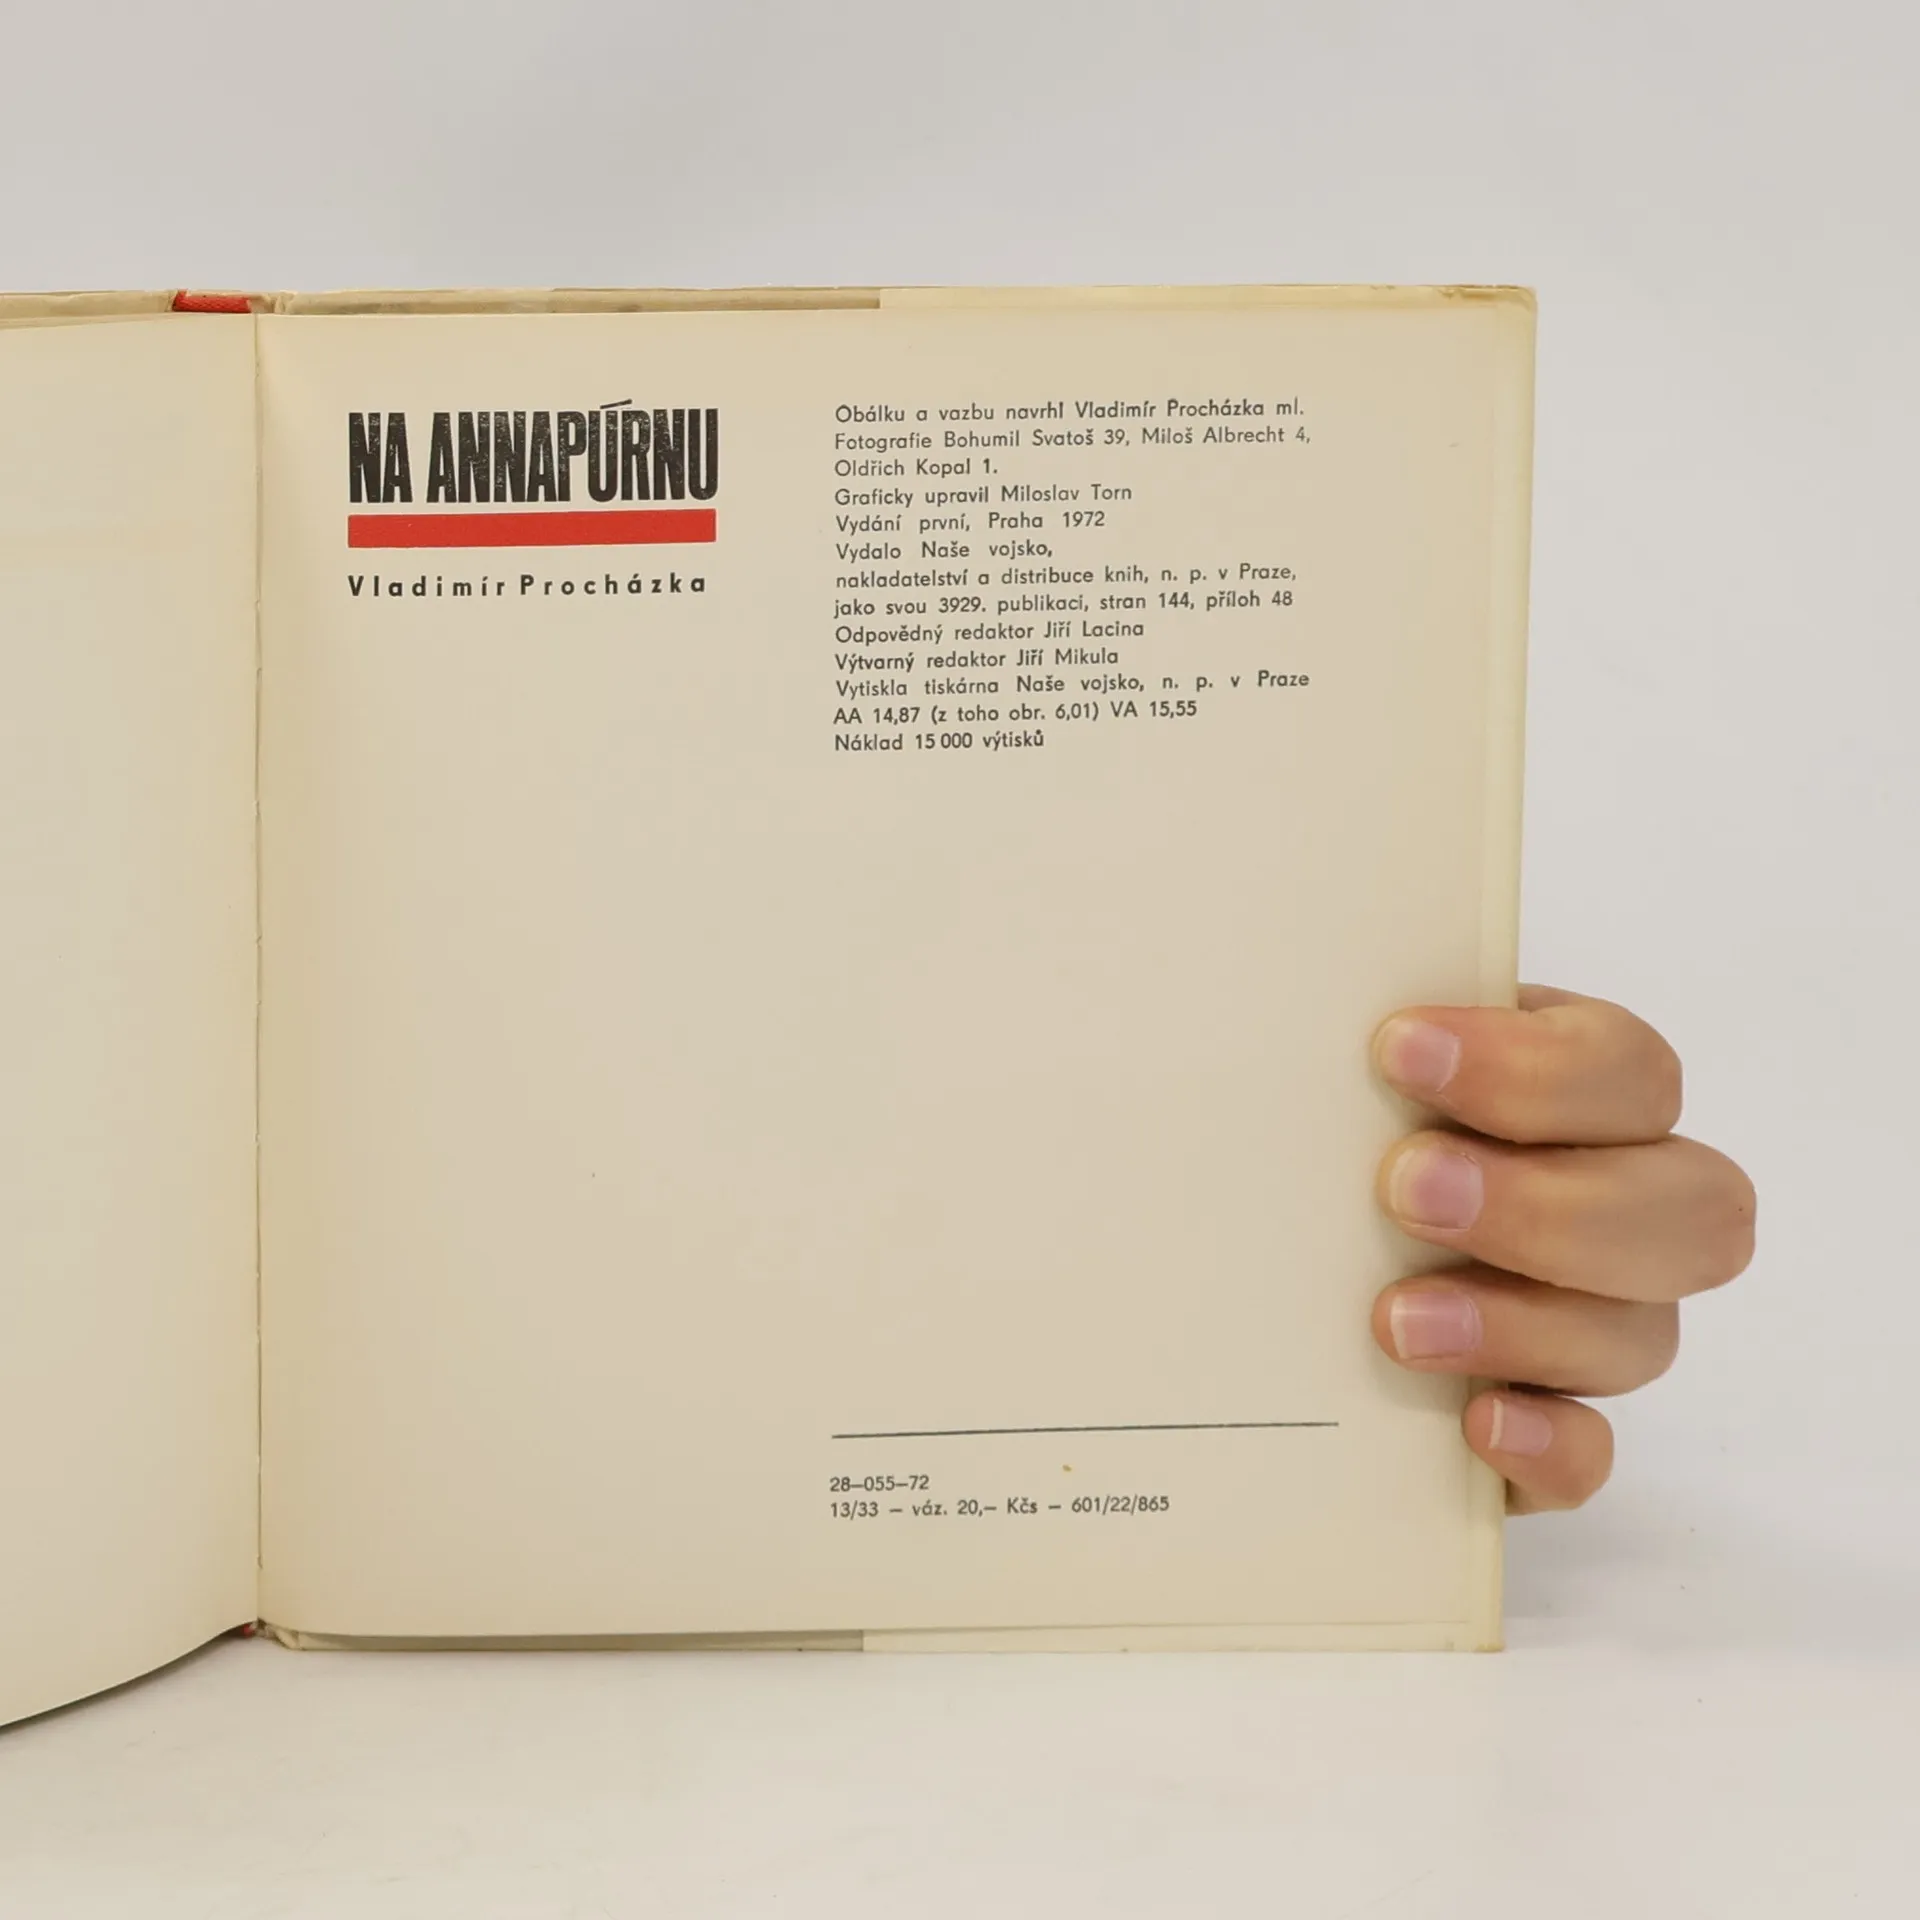 NA ANNAPÚRNU
Vladimír Procházka
Obálku a vazbu navrhl Vladimír Procházka ml.
Fotografie Bohumil Svatoš 39, Miloš Albrecht 4,
Oldřich Kopal 1.
Graficky upravil Miloslav Torn
Vydání první, Praha 1972
Vydalo Naše vojsko,
nakladatelství a distribuce knih, n. p. v Praze,
jako svou 3929. publikaci, stran 144, příloh 48
Odpovědný redaktor Jiří Lacina
Výtvarný redaktor Jiří Mikula
Vytiskla tiskárna Naše vojsko, n. p. v Praze
AA 14,87 (z toho obr. 6,01) VA 15,55
Náklad 15 000 výtisků
28–055–72
13/33 – váz. 20,– Kčs – 601/22/865